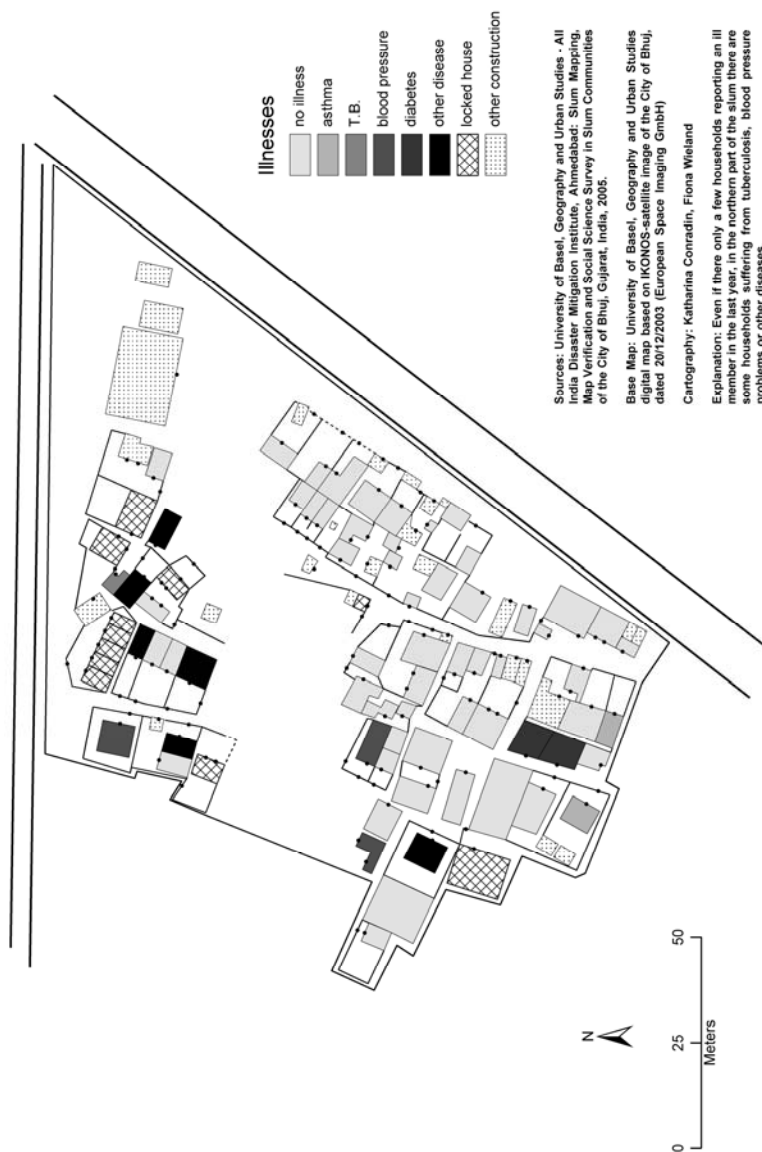 Illnesses
no illness
asthma
T.B.
blood pressure
diabetes
other disease
locked house
other construction
Sources: University of Basel, Geography and Urban Studies - All
India Disaster Mitigation Institute, Ahmedabad: Slum Mapping,
Map Verification and Social Science Survey in Slum Communities
of the City of Bhuj, Gujarat, India, 2005.
Base Map: University of Basel, Geography and Urban Studies
digital map based on IKONOS-satellite image of the City of Bhuj,
dated 20/12/2003 (European Space Imaging GmbH)
Cartography: Katharina Conradin, Fiona Wieland
Explanation: Even if there only a few households reporting an ill
member in the last year, in the northern part of the slum there are
some households suffering from tuberculosis, blood pressure
problems or other diseases
N
0 25 50
Meters